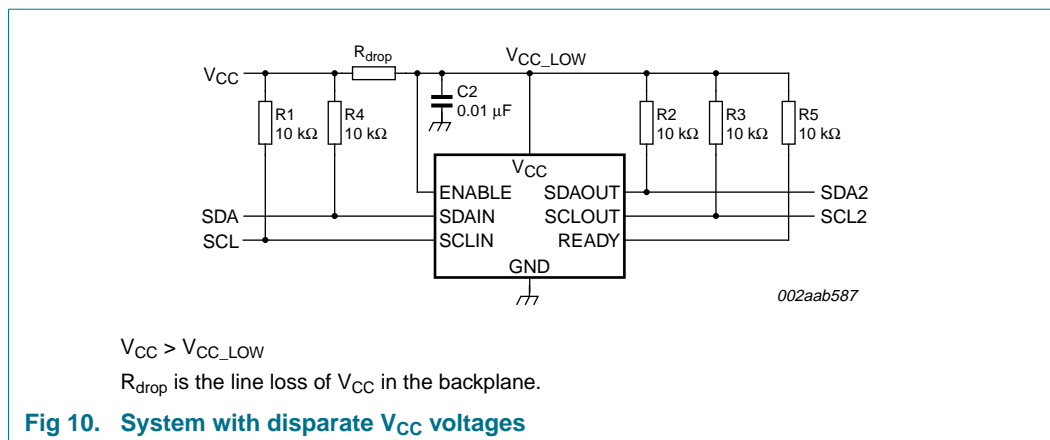 R_drop
V_CC
V_CC_LOW
R1
10 kΩ
R4
10 kΩ
C2
0.01 μF
R2
10 kΩ
R3
10 kΩ
R5
10 kΩ
V_CC
ENABLE SDAOUT
SDA SDAIN SCLOUT SDA2
SCL SCLIN READY SCL2
GND
002aab587
V_CC > V_CC_LOW
R_drop is the line loss of V_CC in the backplane.
Fig 10. System with disparate V_CC voltages